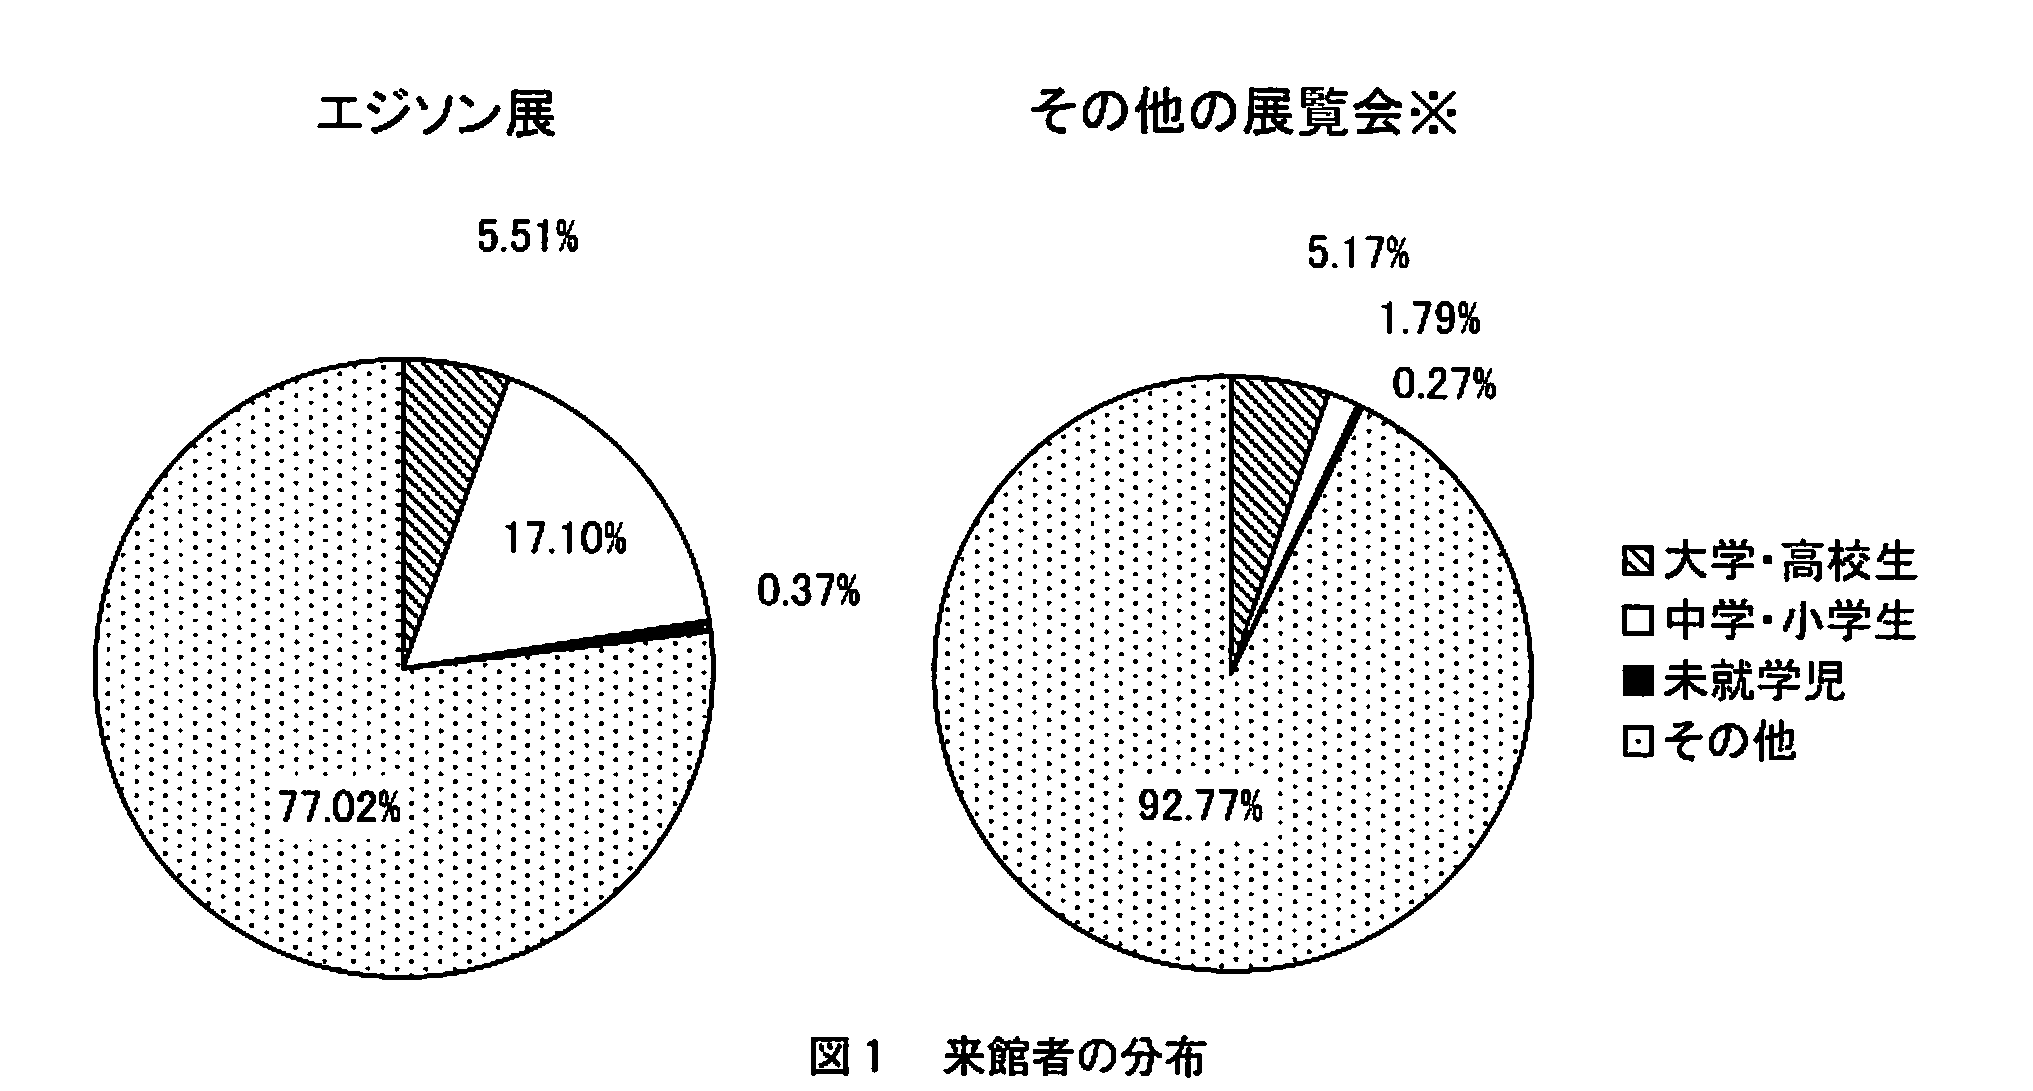 エジソン展
その他の展覧会※
5.51%
17.10%
0.37%
77.02%
5.17%
1.79%
0.27%
92.77%
大学・高校生
中学・小学生
未就学児
その他
図1 来館者の分布